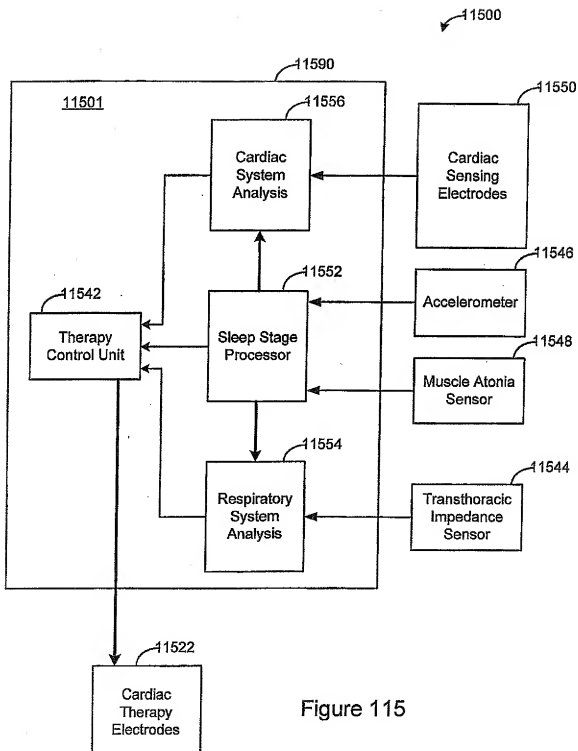 11500
11590
11501
11556
11550
Cardiac
System
Analysis
Cardiac
Sensing
Electrodes
11552
11546
11542
Accelerometer
Therapy
Control Unit
Sleep Stage
Processor
11548
Muscle Atonia
Sensor
11554
11544
Respiratory
System
Analysis
Transthoracic
Impedance
Sensor
11522
Cardiac
Therapy
Electrodes
Figure 115